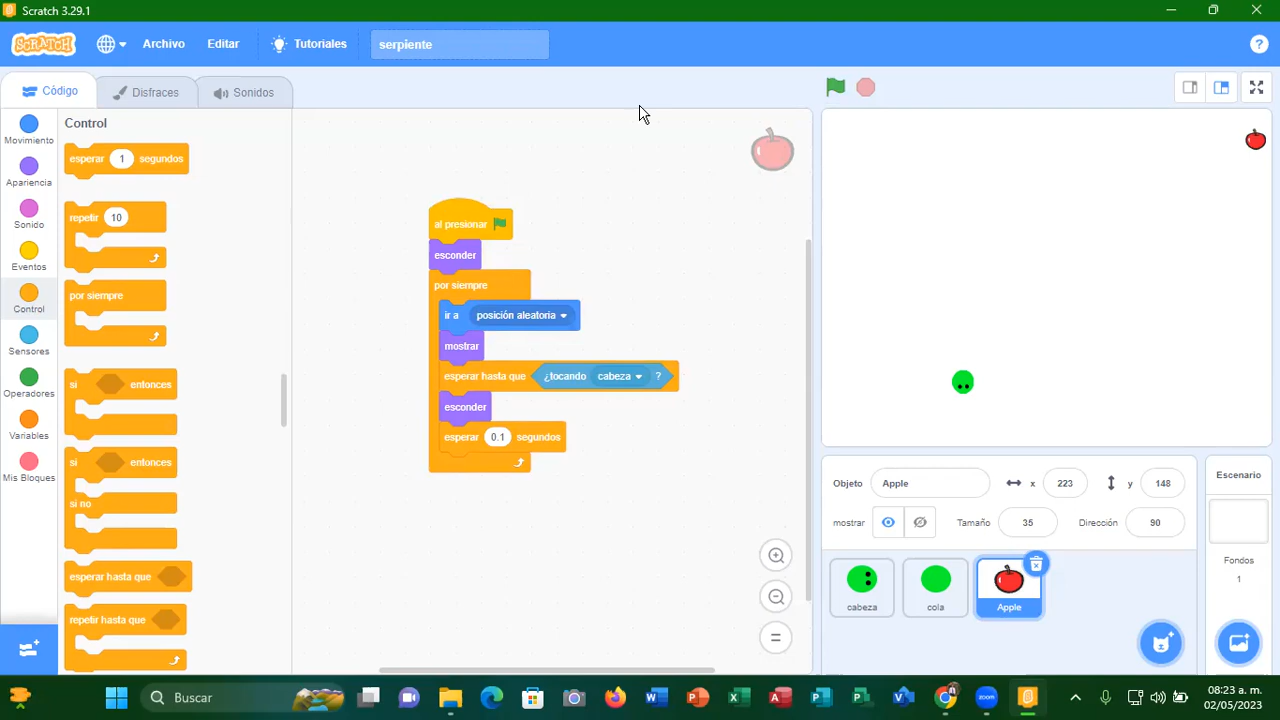 Scratch 3.29.1
SCRATCH
Archivo
Editar
Tutoriales
serpiente
?
Código
Disfraces
Sonidos
Movimiento
Apariencia
Sonido
Eventos
Control
Sensores
Operadores
Variables
Mis Bloques
Control
esperar 1 segundos
repetir 10
por siempre
si entonces
si entonces
si no
esperar hasta que
repetir hasta que
al presionar
esconder
por siempre
ir a posición aleatoria
mostrar
esperar hasta que ¿tocando cabeza ?
esconder
esperar 0.1 segundos
Objeto Apple x 223 y 148
mostrar Tamaño 35 Dirección 90
cabeza
cola
Apple
Escenario
Fondos
1
Buscar
zoom
08:23 a. m.
02/05/2023